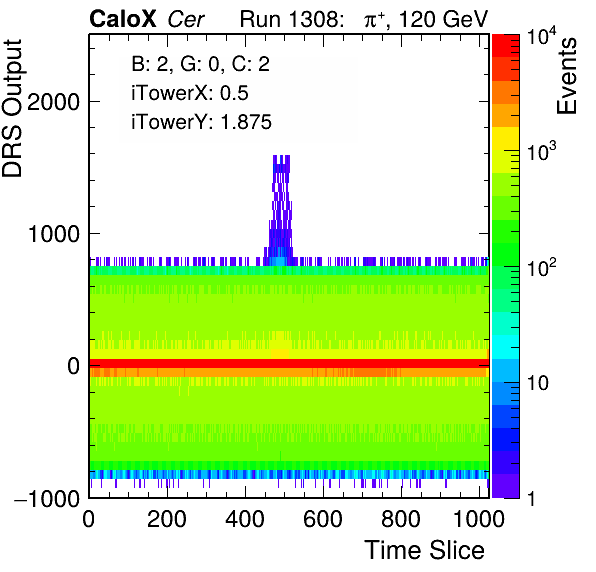 CaloX Cer Run 1308: π⁺, 120 GeV
B: 2, G: 0, C: 2
iTowerX: 0.5
iTowerY: 1.875
DRS Output
2000
1000
0
−1000
0 200 400 600 800 1000
Time Slice
Events
10⁴
10³
10²
10
1